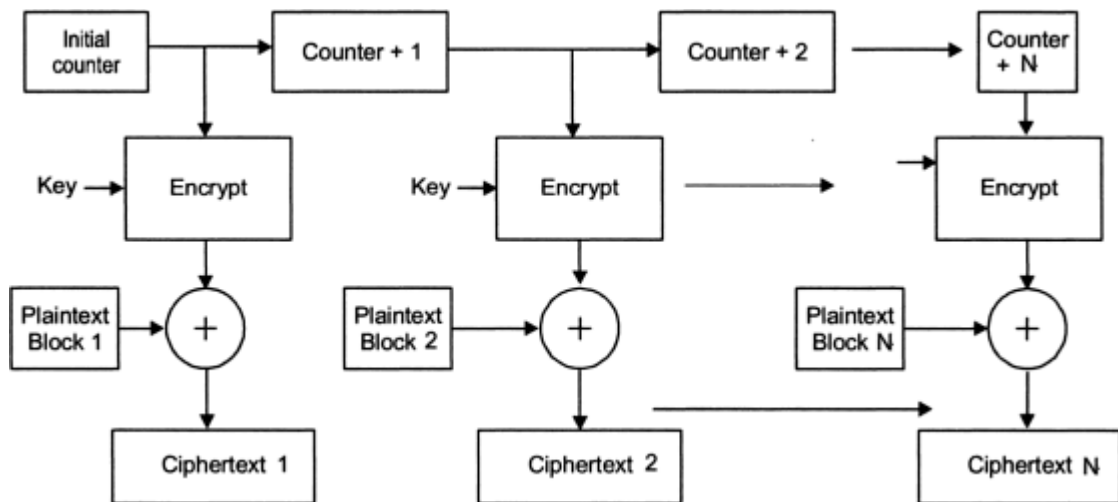 Initial
counter
Counter + 1
Counter + 2
Counter
+ N
Key
Encrypt
Key
Encrypt
Encrypt
Plaintext
Block 1
+
Plaintext
Block 2
+
Plaintext
Block N
+
Ciphertext 1
Ciphertext 2
Ciphertext N